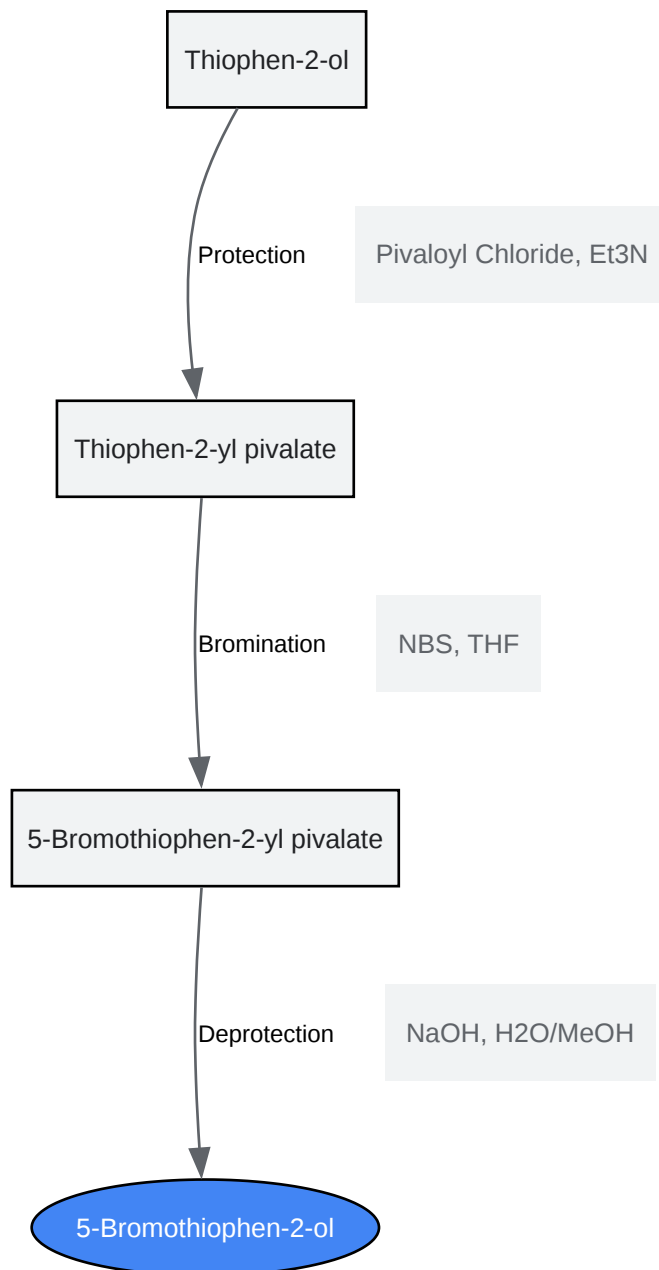 Thiophen-2-ol
Protection
Pivaloyl Chloride, Et3N
Thiophen-2-yl pivalate
Bromination
NBS, THF
5-Bromothiophen-2-yl pivalate
Deprotection
NaOH, H2O/MeOH
5-Bromothiophen-2-ol